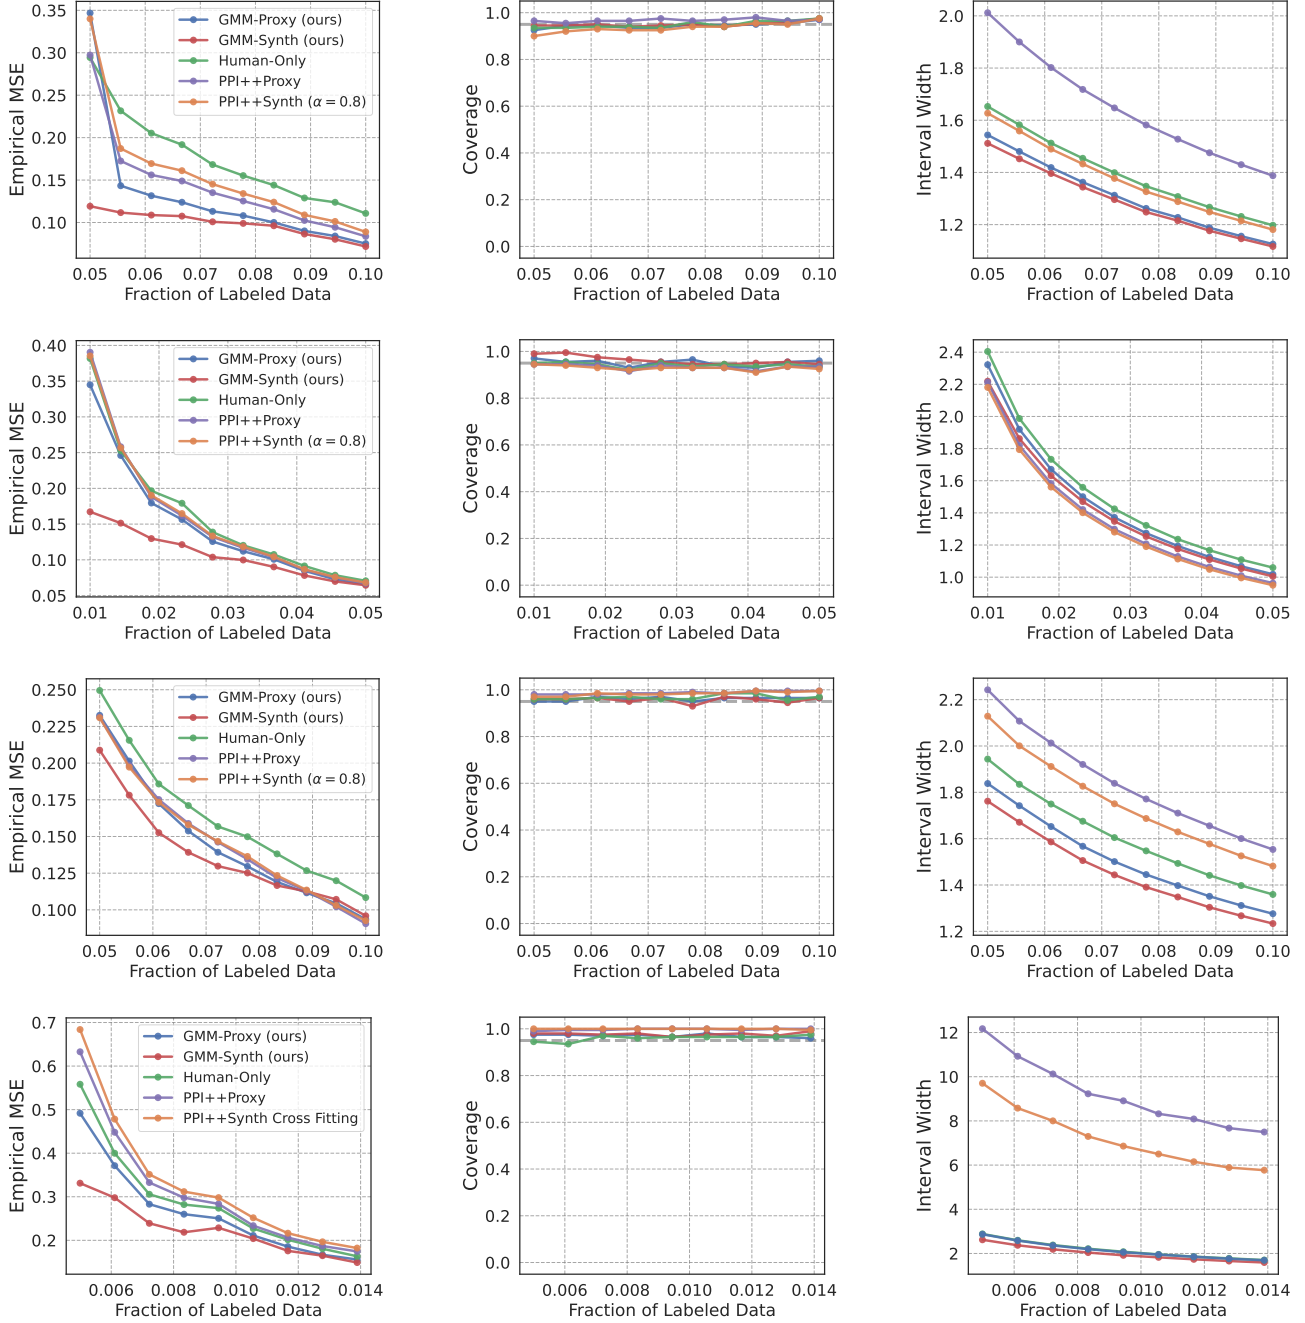 0.35
0.30
0.25
0.20
0.15
0.10
Empirical MSE
GMM-Proxy (ours)
GMM-Synth (ours)
Human-Only
PPI++Proxy
PPI++Synth (α = 0.8)
0.05 0.06 0.07 0.08 0.09 0.10
Fraction of Labeled Data
1.0
0.8
0.6
0.4
0.2
0.0
Coverage
0.05 0.06 0.07 0.08 0.09 0.10
Fraction of Labeled Data
2.0
1.8
1.6
1.4
1.2
Interval Width
0.05 0.06 0.07 0.08 0.09 0.10
Fraction of Labeled Data
0.40
0.35
0.30
0.25
0.20
0.15
0.10
0.05
Empirical MSE
GMM-Proxy (ours)
GMM-Synth (ours)
Human-Only
PPI++Proxy
PPI++Synth (α = 0.8)
0.01 0.02 0.03 0.04 0.05
Fraction of Labeled Data
1.0
0.8
0.6
0.4
0.2
0.0
Coverage
0.01 0.02 0.03 0.04 0.05
Fraction of Labeled Data
2.4
2.2
2.0
1.8
1.6
1.4
1.2
1.0
Interval Width
0.01 0.02 0.03 0.04 0.05
Fraction of Labeled Data
0.250
0.225
0.200
0.175
0.150
0.125
0.100
Empirical MSE
GMM-Proxy (ours)
GMM-Synth (ours)
Human-Only
PPI++Proxy
PPI++Synth (α = 0.8)
0.05 0.06 0.07 0.08 0.09 0.10
Fraction of Labeled Data
1.0
0.8
0.6
0.4
0.2
0.0
Coverage
0.05 0.06 0.07 0.08 0.09 0.10
Fraction of Labeled Data
2.2
2.0
1.8
1.6
1.4
1.2
Interval Width
0.05 0.06 0.07 0.08 0.09 0.10
Fraction of Labeled Data
0.7
0.6
0.5
0.4
0.3
0.2
Empirical MSE
GMM-Proxy (ours)
GMM-Synth (ours)
Human-Only
PPI++Proxy
PPI++Synth Cross Fitting
0.006 0.008 0.010 0.012 0.014
Fraction of Labeled Data
1.0
0.8
0.6
0.4
0.2
0.0
Coverage
0.006 0.008 0.010 0.012 0.014
Fraction of Labeled Data
12
10
8
6
4
2
Interval Width
0.006 0.008 0.010 0.012 0.014
Fraction of Labeled Data